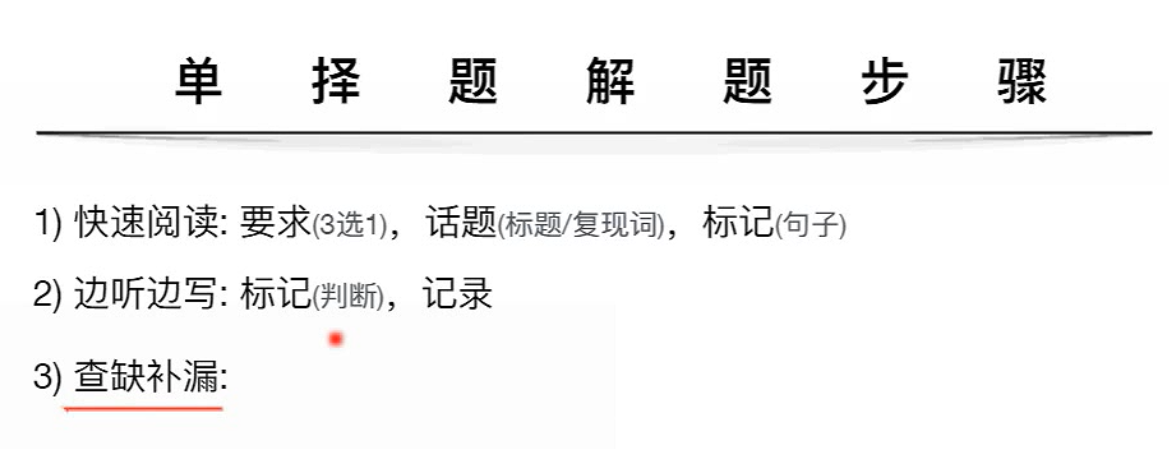 单择题解题步骤
1) 快速阅读: 要求(3选1)，话题(标题/复现词)，标记(句子)
2) 边听边写: 标记(判断)，记录
3) 查缺补漏: